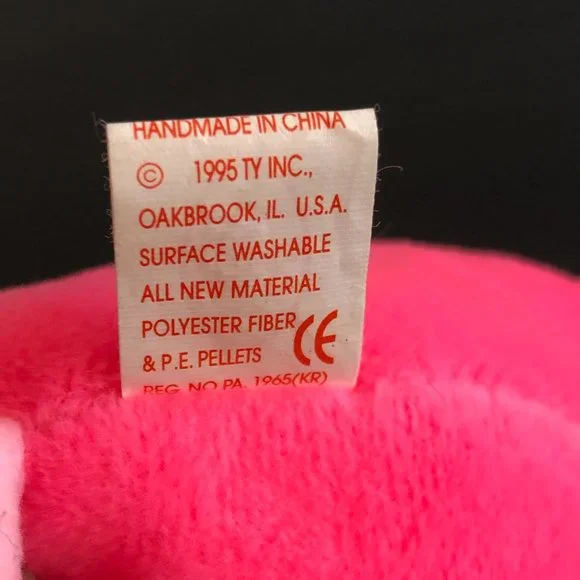 HANDMADE IN CHINA
© 1995 TY INC.,
OAKBROOK, IL. U.S.A.
SURFACE WASHABLE
ALL NEW MATERIAL
POLYESTER FIBER
& P.E. PELLETS CE
REG. NO PA. 1965(KR)